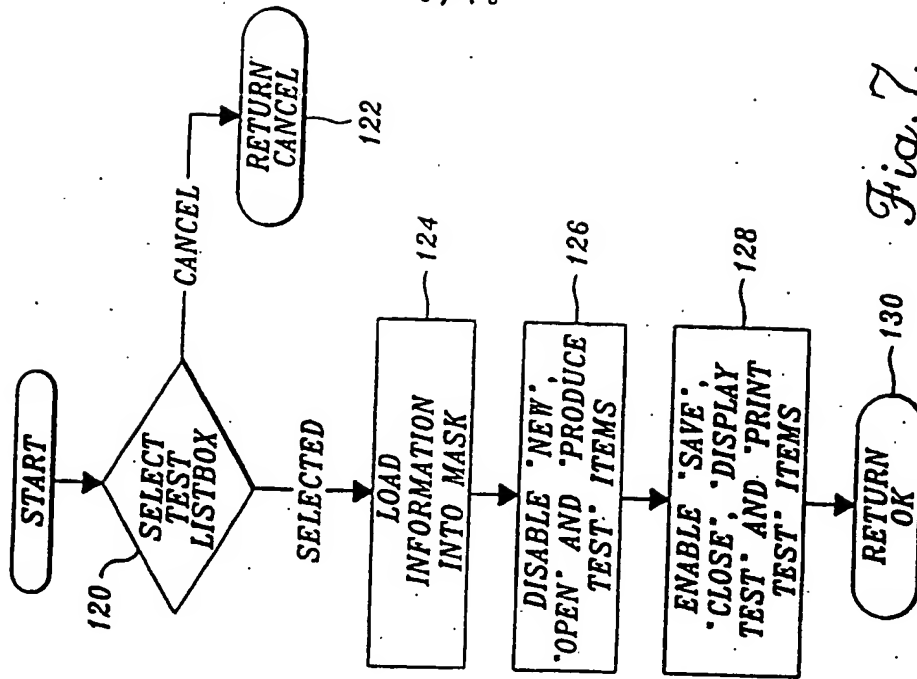 START
120
SELECT
TEST
LISTBOX
CANCEL
RETURN
CANCEL
122
SELECTED
LOAD
INFORMATION
INTO MASK
124
DISABLE "NEW",
"OPEN" AND "PRODUCE
TEST" ITEMS
126
ENABLE "SAVE",
"CLOSE", "DISPLAY
TEST" AND "PRINT
TEST" ITEMS
128
RETURN
OK
130
Fig. 7.